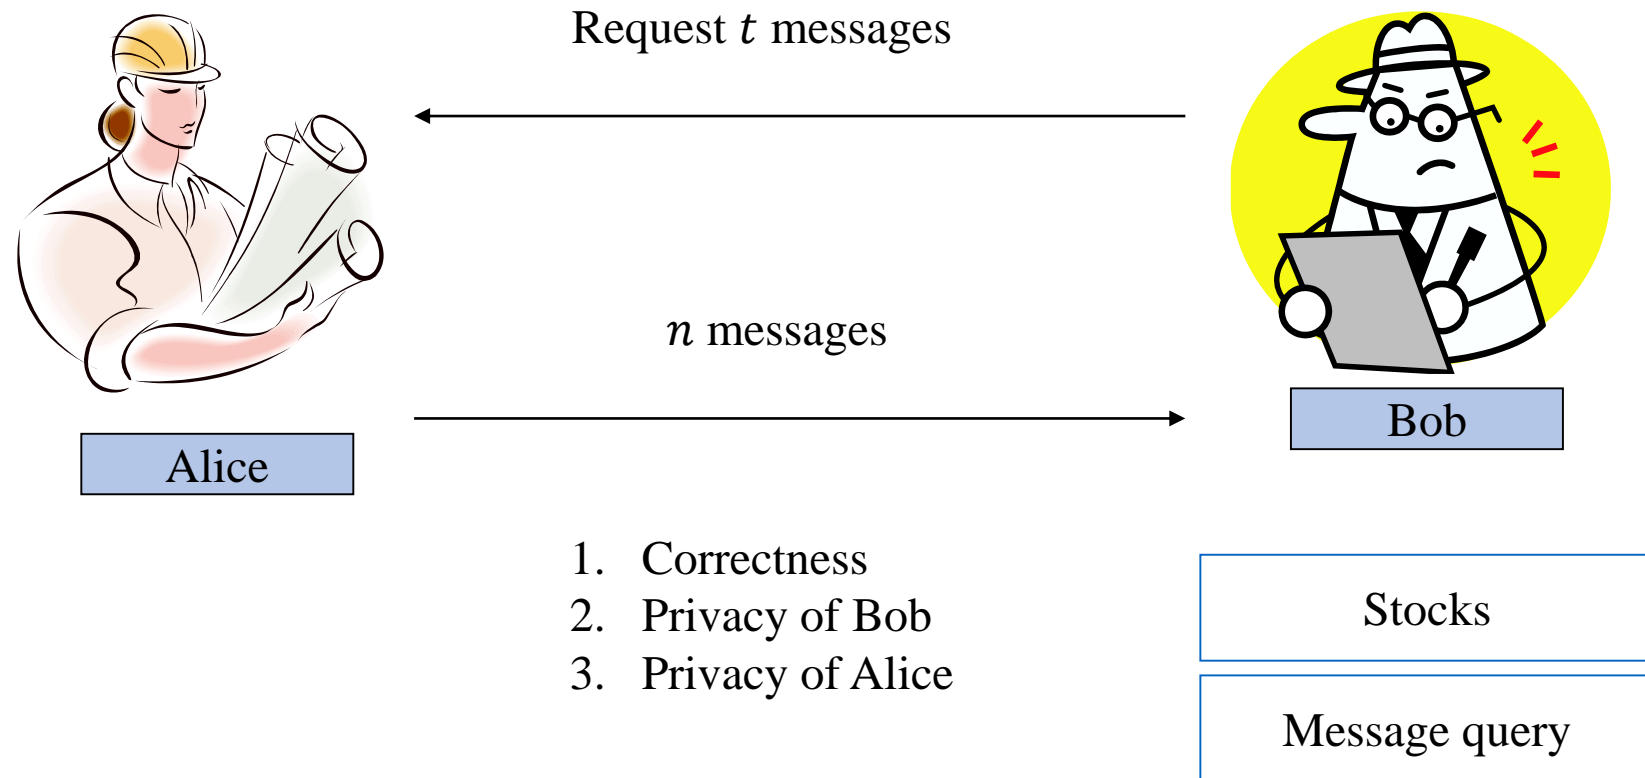 Request t messages
n messages
Alice
Bob
1. Correctness
2. Privacy of Bob
3. Privacy of Alice
Stocks
Message query